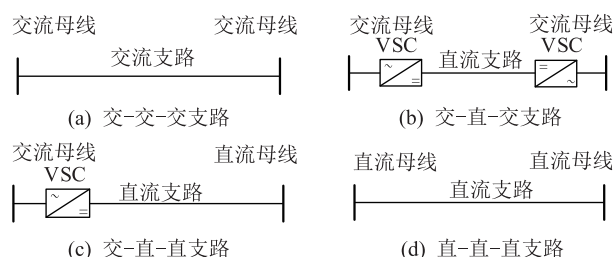 交流母线 交流母线
交流支路
(a) 交-交-交支路
交流母线 交流母线
VSC VSC
~ = 直流支路 = ~
(b) 交-直-交支路
交流母线 直流母线
VSC
~ = 直流支路
(c) 交-直-直支路
直流母线 直流母线
直流支路
(d) 直-直-直支路